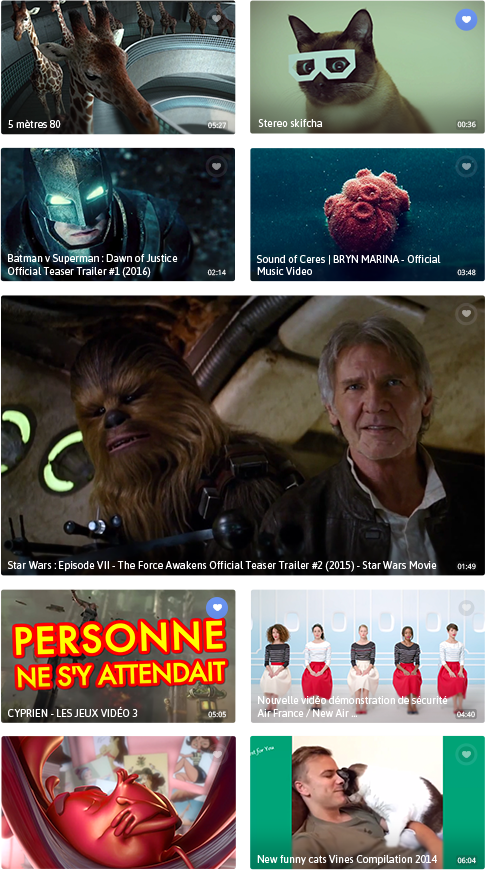 5 mètres 80
05:27
Stereo skifcha
00:36
Batman v Superman : Dawn of Justice
Official Teaser Trailer #1 (2016)
02:14
Sound of Ceres | BRYN MARINA - Official
Music Video
03:48
Star Wars : Episode VII - The Force Awakens Official Teaser Trailer #2 (2015) - Star Wars Movie
01:49
PERSONNE
NE S'Y ATTENDAIT
CYPRIEN - LES JEUX VIDÉO 3
05:05
Nouvelle vidéo démonstration de sécurité
Air France / New Air ...
04:40
for You
New funny cats Vines Compilation 2014
06:04